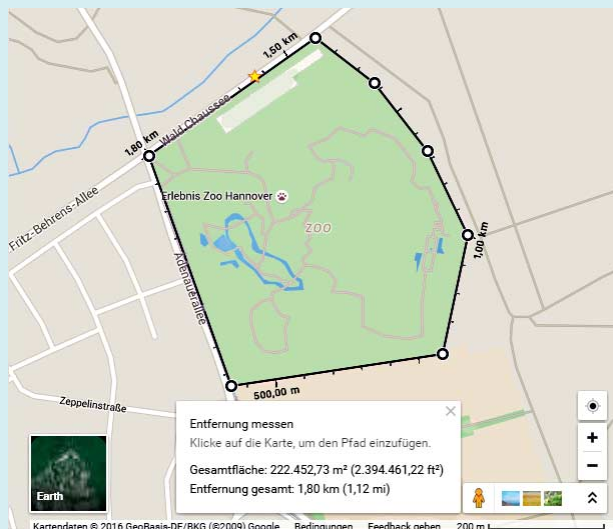 1,50 km
Wald Chaussee
1,80 km
Erlebnis Zoo Hannover
Fritz-Behrens-Allee
ZOO
1,00 km
Adenauerallee
500,00 m
Zeppelinstraße
Entfernung messen
Klicke auf die Karte, um den Pfad einzufügen.
Gesamtfläche: 222.452,73 m² (2.394.461,22 ft²)
Entfernung gesamt: 1,80 km (1,12 mi)
Earth
Kartendaten © 2016 GeoBasis-DE/BKG (©2009) Google Bedingungen Feedback geben 200 m